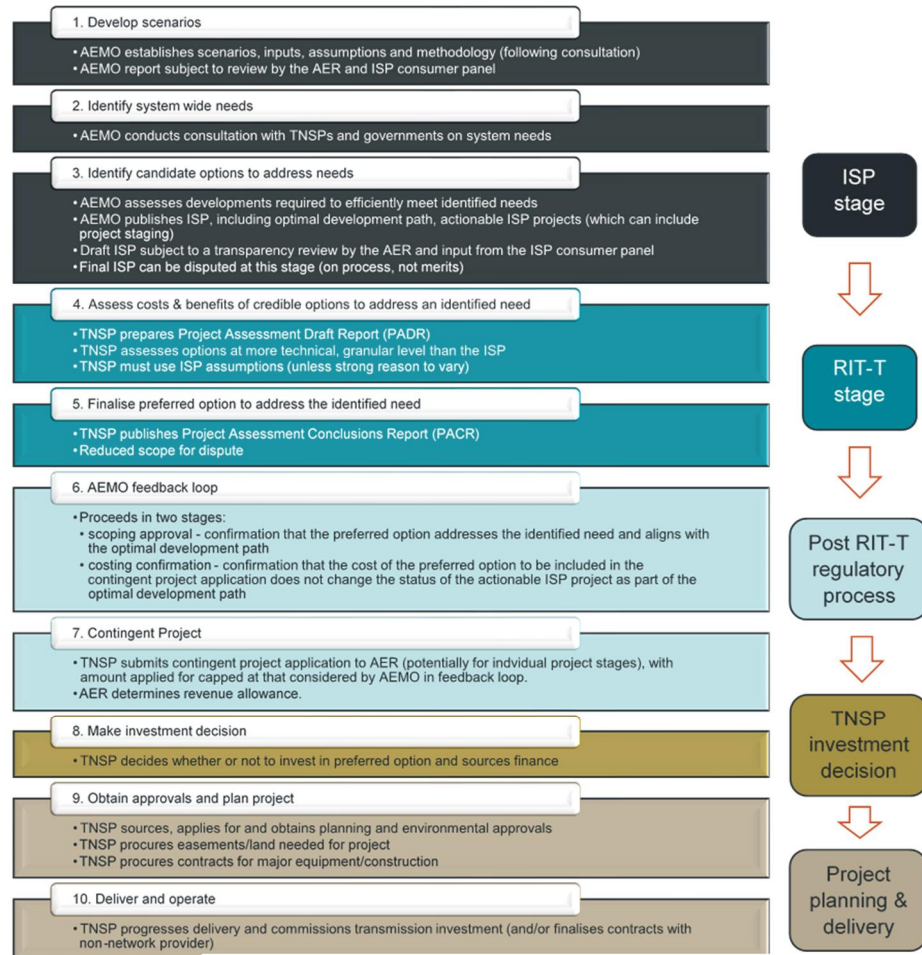 1. Develop scenarios
• AEMO establishes scenarios, inputs, assumptions and methodology (following consultation)
• AEMO report subject to review by the AER and ISP consumer panel
2. Identify system wide needs
• AEMO conducts consultation with TNSPs and governments on system needs
3. Identify candidate options to address needs
• AEMO assesses developments required to efficiently meet identified needs
• AEMO publishes ISP, including optimal development path, actionable ISP projects (which can include
project staging)
• Draft ISP subject to a transparency review by the AER and input from the ISP consumer panel
• Final ISP can be disputed at this stage (on process, not merits)
4. Assess costs & benefits of credible options to address an identified need
• TNSP prepares Project Assessment Draft Report (PADR)
• TNSP assesses options at more technical, granular level than the ISP
• TNSP must use ISP assumptions (unless strong reason to vary)
5. Finalise preferred option to address the identified need
• TNSP publishes Project Assessment Conclusions Report (PACR)
• Reduced scope for dispute
6. AEMO feedback loop
• Proceeds in two stages:
• scoping approval - confirmation that the preferred option addresses the identified need and aligns with
the optimal development path
• costing confirmation - confirmation that the cost of the preferred option to be included in the
contingent project application does not change the status of the actionable ISP project as part of the
optimal development path
7. Contingent Project
• TNSP submits contingent project application to AER (potentially for indvidual project stages), with
amount applied for capped at that considered by AEMO in feedback loop.
• AER determines revenue allowance.
8. Make investment decision
• TNSP decides whether or not to invest in preferred option and sources finance
9. Obtain approvals and plan project
• TNSP sources, applies for and obtains planning and environmental approvals
• TNSP procures easements/land needed for project
• TNSP procures contracts for major equipment/construction
10. Deliver and operate
• TNSP progresses delivery and commissions transmission investment (and/or finalises contracts with
non-network provider)
ISP
stage
RIT-T
stage
Post RIT-T
regulatory
process
TNSP
investment
decision
Project
planning &
delivery